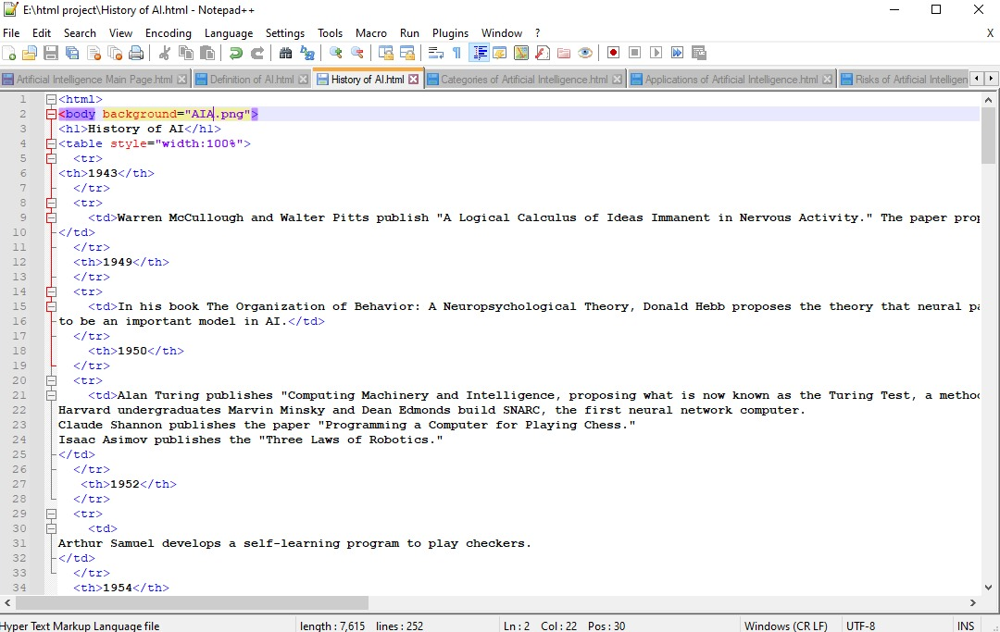 E:\html project\History of AI.html - Notepad++
File Edit Search View Encoding Language Settings Tools Macro Run Plugins Window ? X
Artificial Intelligence Main Page.html Definition of AI.html History of AI.html Categories of Artificial Intelligence.html Applications of Artificial Intelligence.html Risks of Artificial Intelligen
1 <html>
2 <body background="AIA.png">
3 <h1>History of AI</h1>
4 <table style="width:100%">
5 <tr>
6 <th>1943</th>
7 </tr>
8 <tr>
9 <td>Warren McCullough and Walter Pitts publish "A Logical Calculus of Ideas Immanent in Nervous Activity." The paper prop
10 </td>
11 </tr>
12 <th>1949</th>
13 </tr>
14 <tr>
15 <td>In his book The Organization of Behavior: A Neuropsychological Theory, Donald Hebb proposes the theory that neural pa
16 to be an important model in AI.</td>
17 </tr>
18 <th>1950</th>
19 </tr>
20 <tr>
21 <td>Alan Turing publishes "Computing Machinery and Intelligence, proposing what is now known as the Turing Test, a method
22 Harvard undergraduates Marvin Minsky and Dean Edmonds build SNARC, the first neural network computer.
23 Claude Shannon publishes the paper "Programming a Computer for Playing Chess."
24 Isaac Asimov publishes the "Three Laws of Robotics."
25 </td>
26 </tr>
27 <th>1952</th>
28 </tr>
29 <tr>
30 <td>
31 Arthur Samuel develops a self-learning program to play checkers.
32 </td>
33 </tr>
34 <th>1954</th>
Hyper Text Markup Language file length : 7,615 lines : 252 Ln : 2 Col : 22 Pos : 30 Windows (CR LF) UTF-8 INS